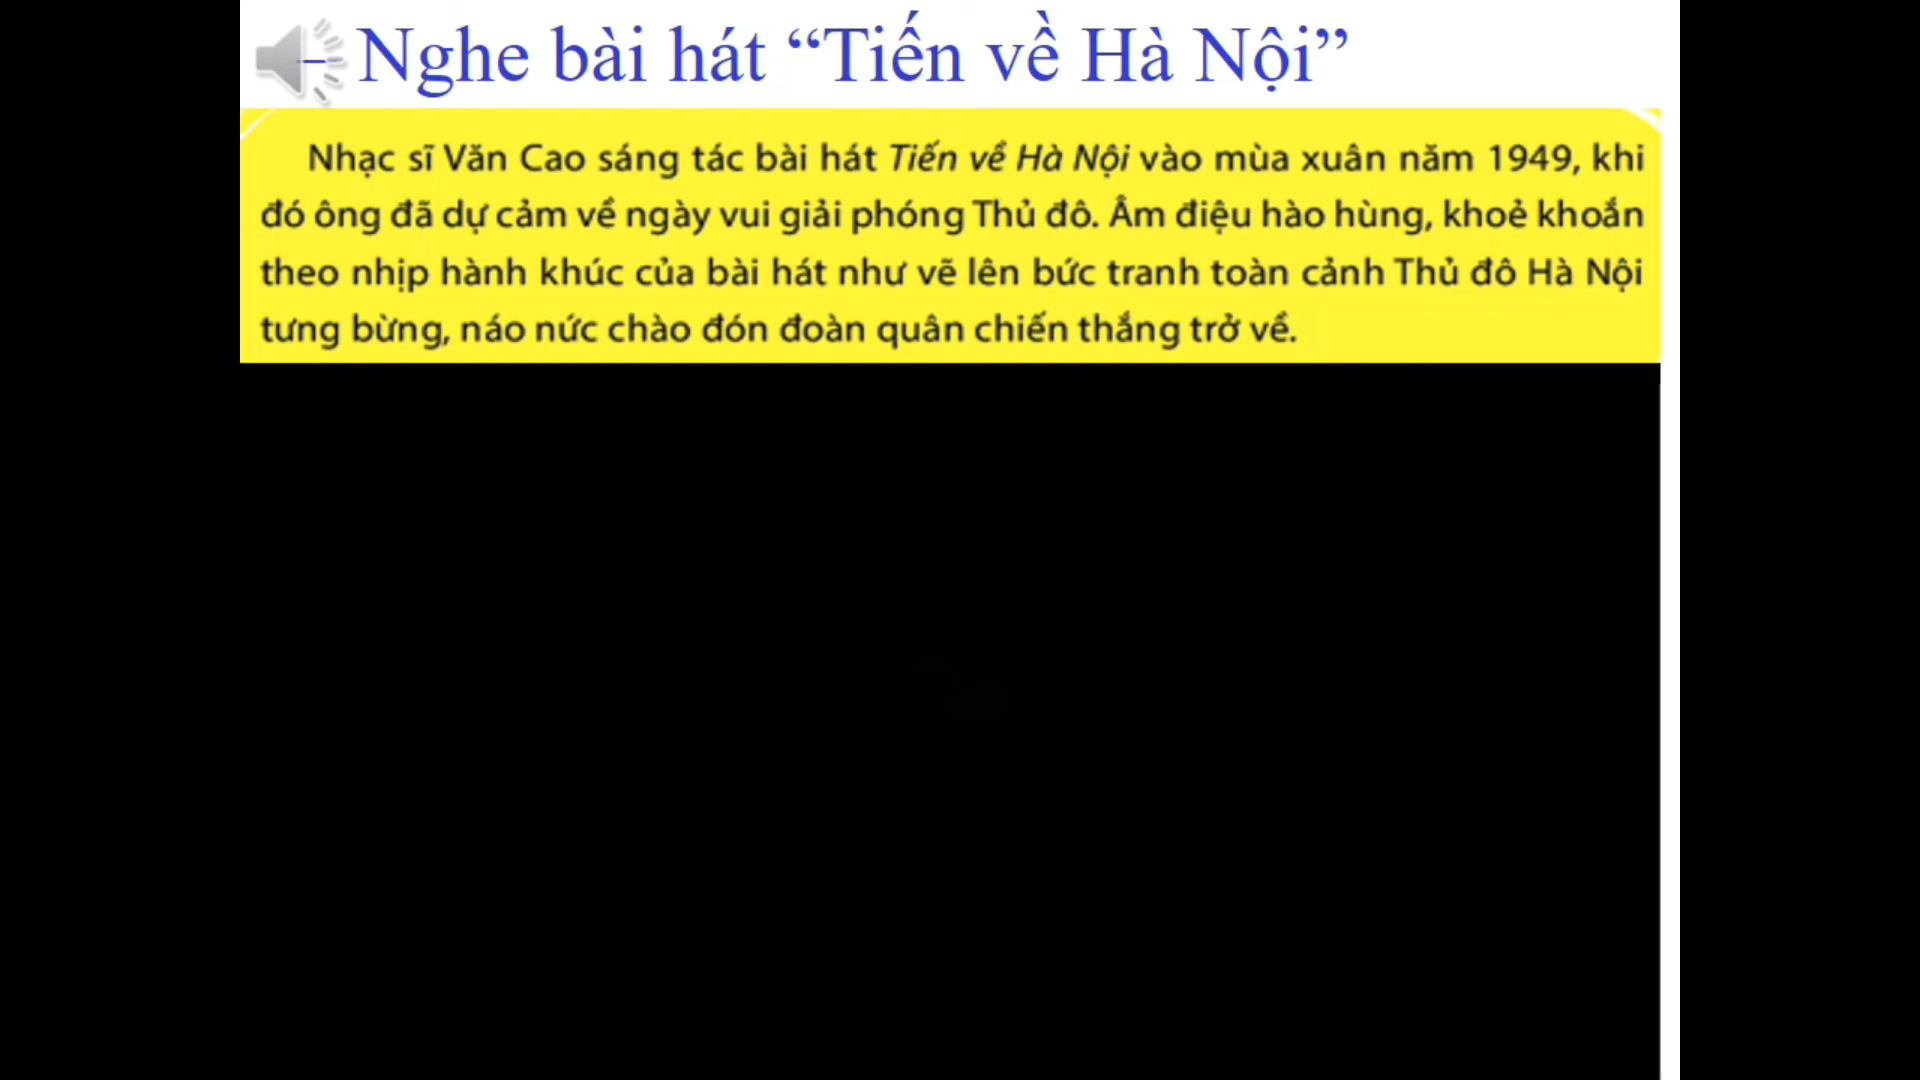 – Nghe bài hát “Tiến về Hà Nội”
Nhạc sĩ Văn Cao sáng tác bài hát Tiến về Hà Nội vào mùa xuân năm 1949, khi
đó ông đã dự cảm về ngày vui giải phóng Thủ đô. Âm điệu hào hùng, khoẻ khoắn
theo nhịp hành khúc của bài hát như vẽ lên bức tranh toàn cảnh Thủ đô Hà Nội
tưng bừng, náo nức chào đón đoàn quân chiến thắng trở về.